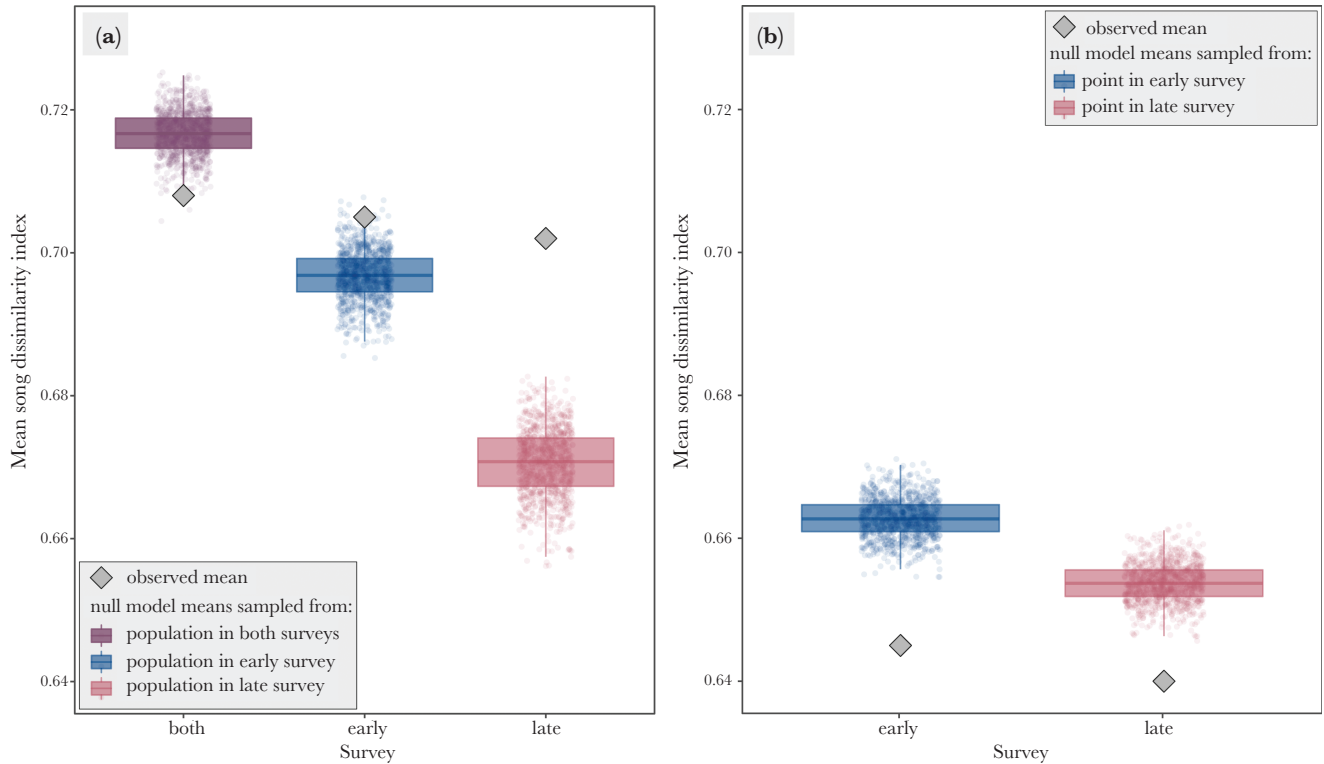 (a)
Mean song dissimilarity index
0.72
0.70
0.68
0.66
0.64
observed mean
null model means sampled from:
population in both surveys
population in early survey
population in late survey
both
early
late
Survey
(b)
Mean song dissimilarity index
0.72
0.70
0.68
0.66
0.64
observed mean
null model means sampled from:
point in early survey
point in late survey
early
late
Survey